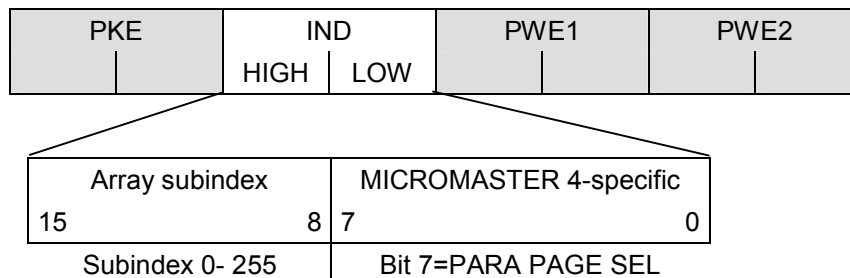 PKE IND PWE1 PWE2
HIGH LOW
Array subindex MICROMASTER 4-specific
15 8 7 0
Subindex 0- 255 Bit 7=PARA PAGE SEL